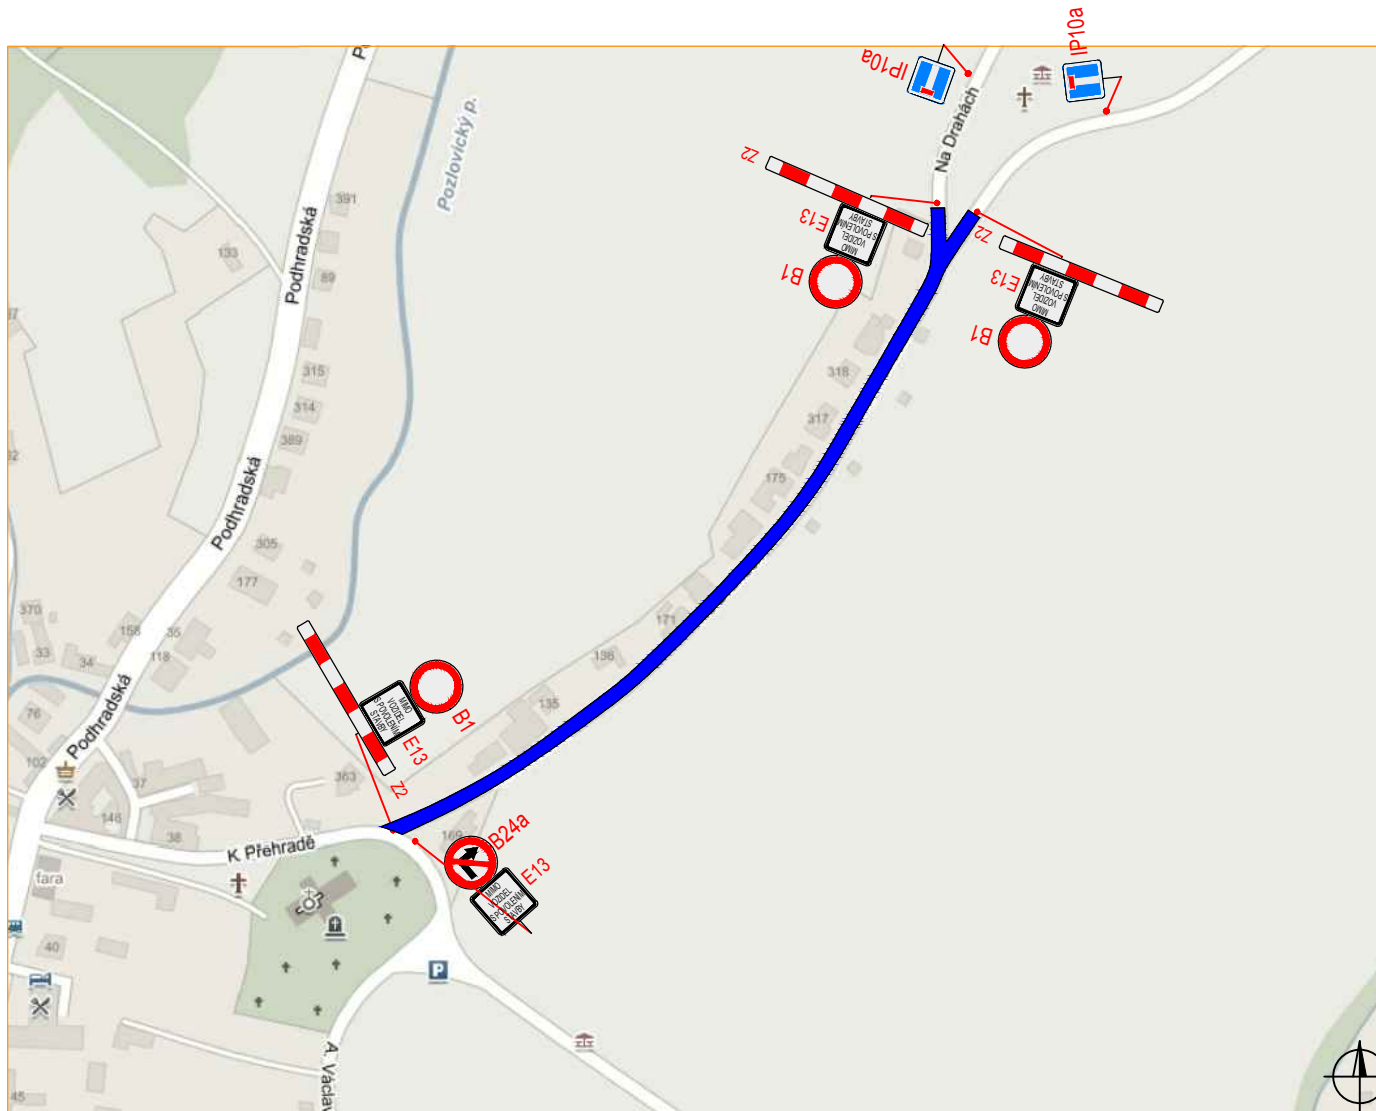 IP10a
IP10a
Po
Pozlovický p.
Na Drahách
Z2
E13
MIMO
VOZIDEL
S POVOLENÍM
STAVBY
B1
Z2
E13
MIMO
VOZIDEL
S POVOLENÍM
STAVBY
B1
391
133
Podhradská
89
315
314
389
318
317
175
Podhradská
305
177
370
158
35
33
34
118
171
136
135
76
Podhradská
102
37
146
38
363
MIMO
VOZIDEL
S POVOLENÍM
STAVBY
B1
E13
Z2
K Přehradě
169
B24a
E13
MIMO
VOZIDEL
S POVOLENÍM
STAVBY
fara
40
P
A. Václav
45